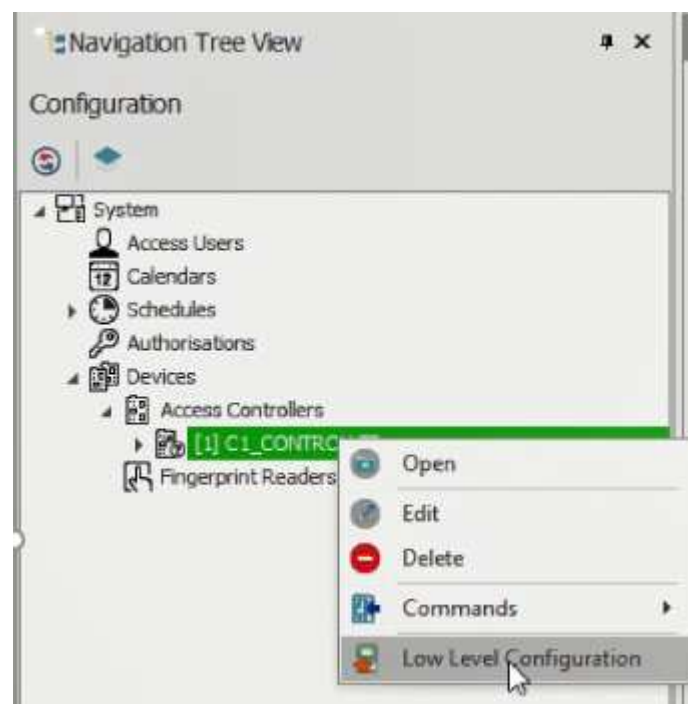 Navigation Tree View
Configuration
System
Access Users
12
Calendars
Schedules
Authorisations
Devices
Access Controllers
[1] C1_CONTRO
Fingerprint Readers
Open
Edit
Delete
Commands
Low Level Configuration